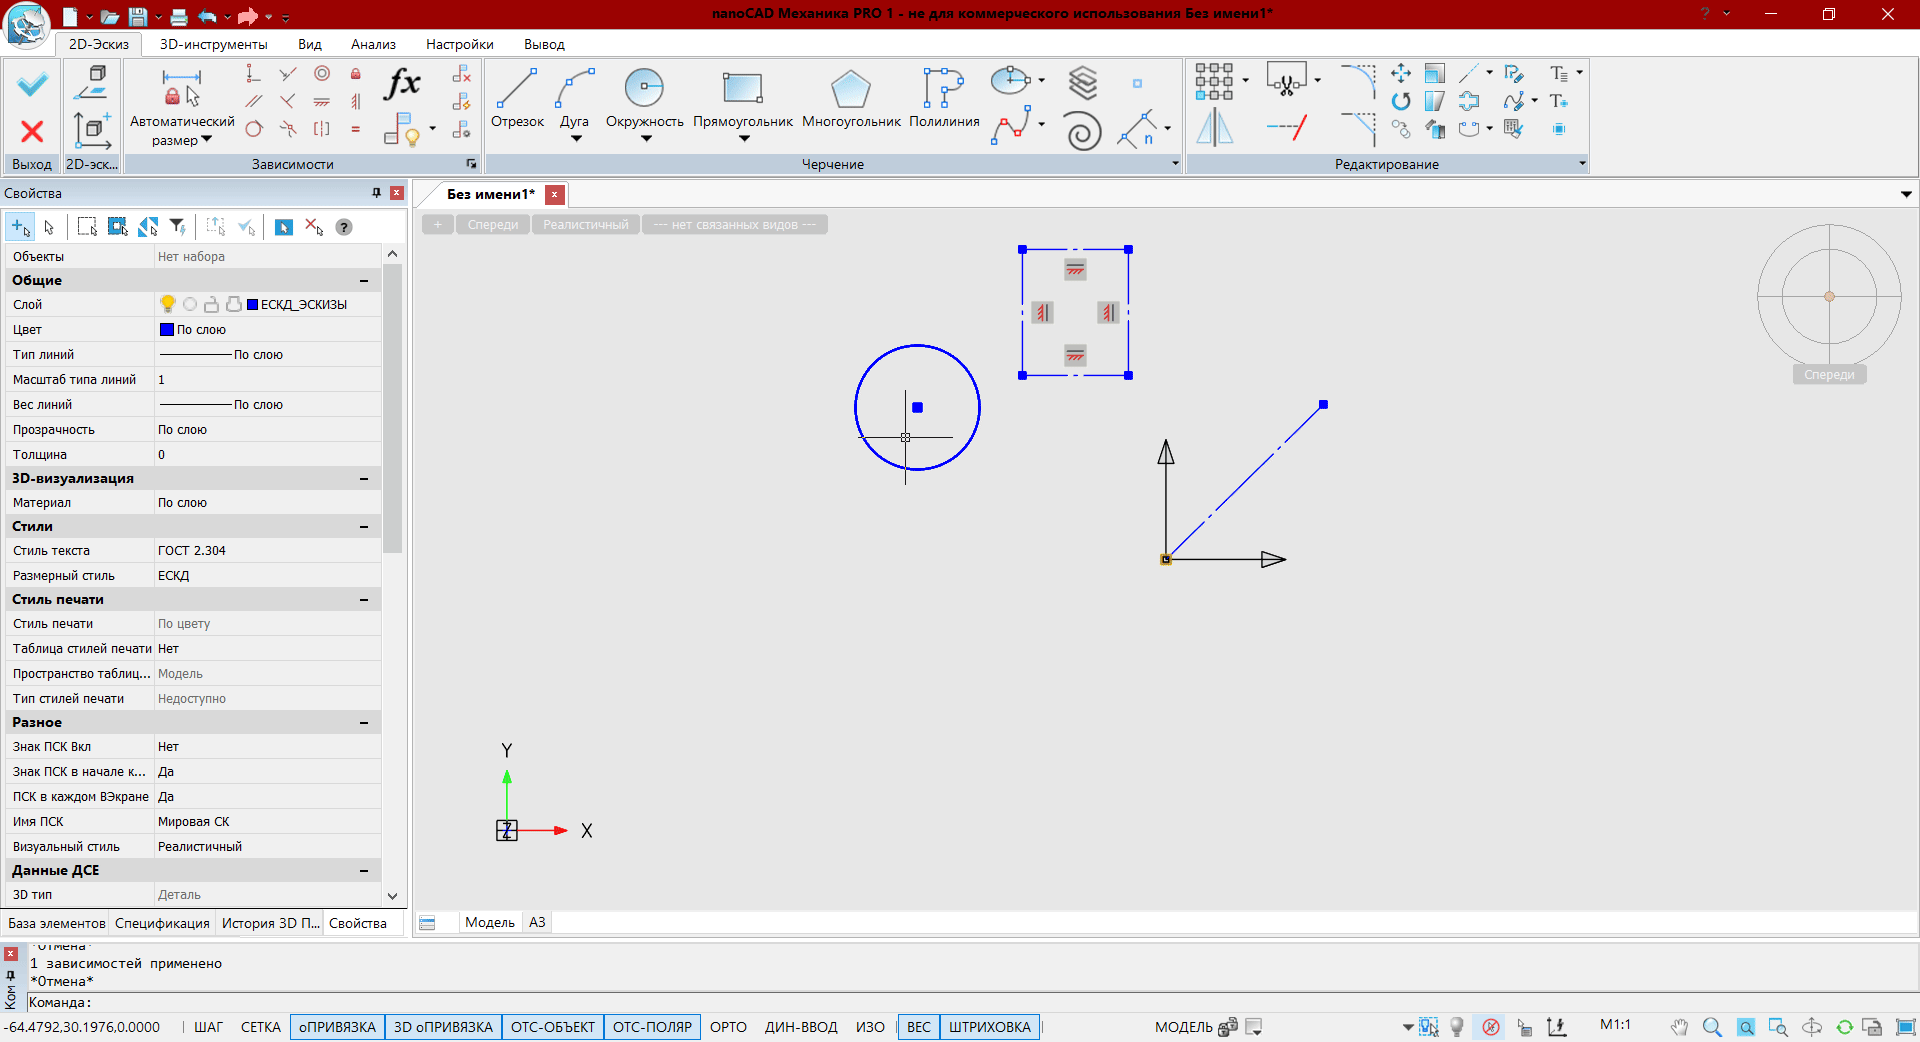 nanoCAD Механика PRO 1 - не для коммерческого использования Без имени1*
2D-Эскиз 3D-инструменты Вид Анализ Настройки Вывод
Автоматический размер
fx
Отрезок Дуга Окружность Прямоугольник Многоугольник Полилиния
Выход 2D-эск... Зависимости Черчение Редактирование
Свойства
Без имени1*
+ Спереди Реалистичный --- нет связанных видов ---
Объекты Нет набора
Общие
Слой ЕСКД_ЭСКИЗЫ
Цвет По слою
Тип линий По слою
Масштаб типа линий 1
Вес линий По слою
Прозрачность По слою
Толщина 0
3D-визуализация
Материал По слою
Стили
Стиль текста ГОСТ 2.304
Размерный стиль ЕСКД
Стиль печати
Стиль печати По цвету
Таблица стилей печати Нет
Пространство таблиц... Модель
Тип стилей печати Недоступно
Разное
Знак ПСК Вкл Нет
Знак ПСК в начале к... Да
ПСК в каждом ВЭкране Да
Имя ПСК Мировая СК
Визуальный стиль Реалистичный
Данные ДСЕ
3D тип Деталь
Спереди
Y
Z
X
База элементов Спецификация История 3D П... Свойства
Модель A3
*Отмена*
1 зависимостей применено
*Отмена*
Команда:
Ком
-64.4792,30.1976,0.0000 ШАГ СЕТКА оПРИВЯЗКА 3D оПРИВЯЗКА ОТС-ОБЪЕКТ ОТС-ПОЛЯР ОРТО ДИН-ВВОД ИЗО ВЕС ШТРИХОВКА МОДЕЛЬ М1:1